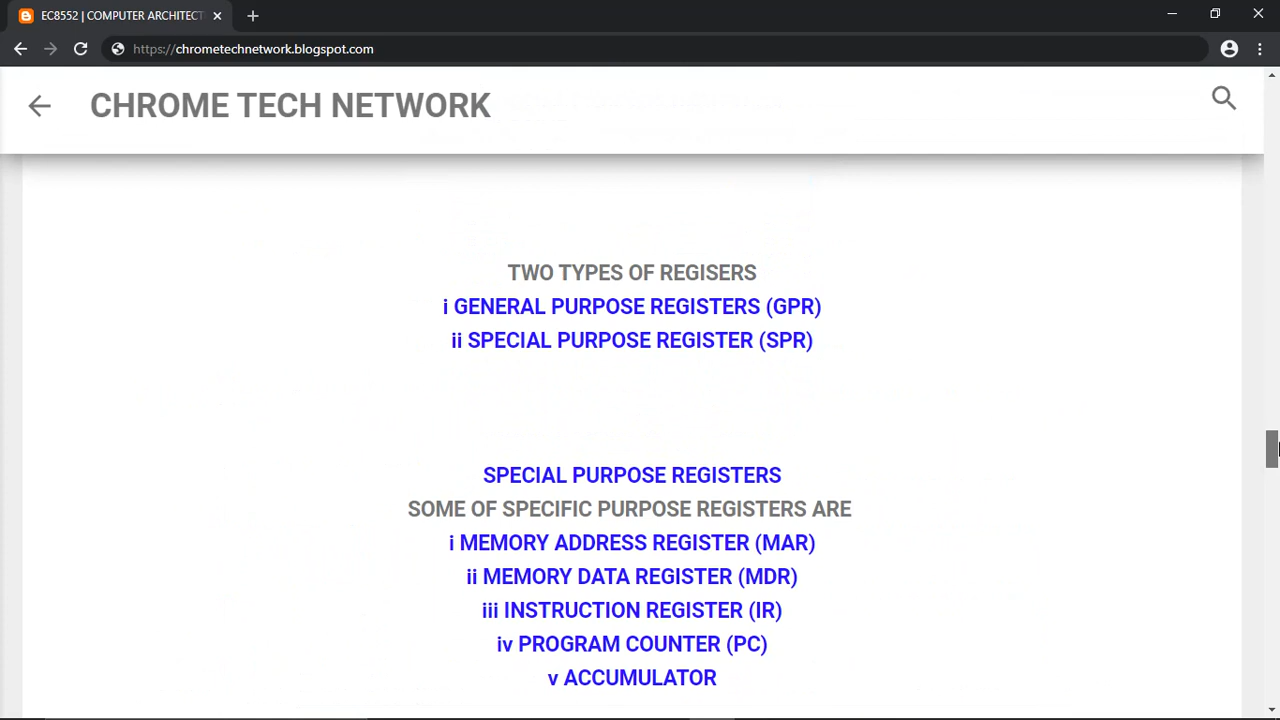 EC8552 | COMPUTER ARCHITECT
https://chrometechnetwork.blogspot.com
CHROME TECH NETWORK
TWO TYPES OF REGISERS
i GENERAL PURPOSE REGISTERS (GPR)
ii SPECIAL PURPOSE REGISTER (SPR)
SPECIAL PURPOSE REGISTERS
SOME OF SPECIFIC PURPOSE REGISTERS ARE
i MEMORY ADDRESS REGISTER (MAR)
ii MEMORY DATA REGISTER (MDR)
iii INSTRUCTION REGISTER (IR)
iv PROGRAM COUNTER (PC)
v ACCUMULATOR